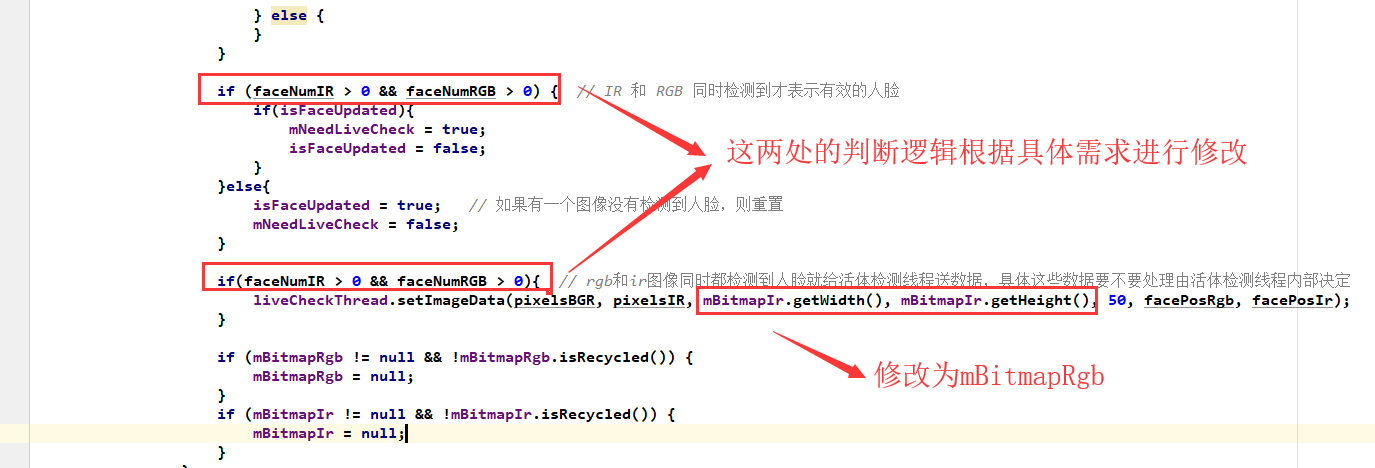 } else {
}
}
if (faceNumIR > 0 && faceNumRGB > 0) { // IR 和 RGB 同时检测到才表示有效的人脸
if(isFaceUpdated){
mNeedLiveCheck = true;
isFaceUpdated = false;
}
这两处的判断逻辑根据具体需求进行修改
}else{
isFaceUpdated = true; // 如果有一个图像没有检测到人脸，则重置
mNeedLiveCheck = false;
}
if(faceNumIR > 0 && faceNumRGB > 0){ // rgb和ir图像同时都检测到人脸就给活体检测线程送数据，具体这些数据要不要处理由活体检测线程内部决定
liveCheckThread.setImageData(pixelsBGR, pixelsIR, mBitmapIr.getWidth(), mBitmapIr.getHeight(), 50, facePosRgb, facePosIr);
}
if (mBitmapRgb != null && !mBitmapRgb.isRecycled()) {
mBitmapRgb = null;
修改为mBitmapRgb
}
if (mBitmapIr != null && !mBitmapIr.isRecycled()) {
mBitmapIr = null;
}